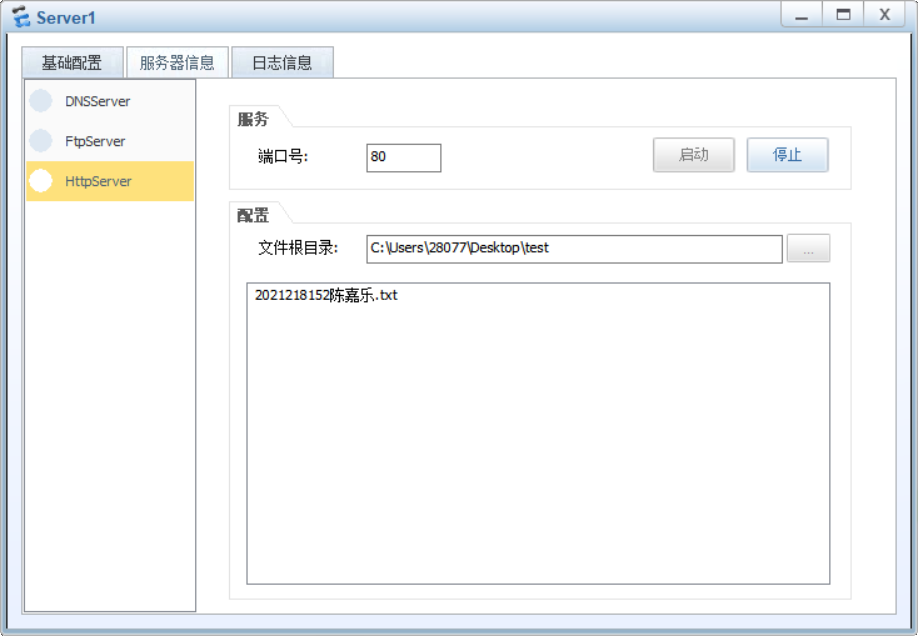 Server1
X
基础配置 服务器信息 日志信息
DNSServer
FtpServer
HttpServer
服务
端口号: 80 启动 停止
配置
文件根目录: C:\Users\28077\Desktop\test ...
2021218152陈嘉乐.txt